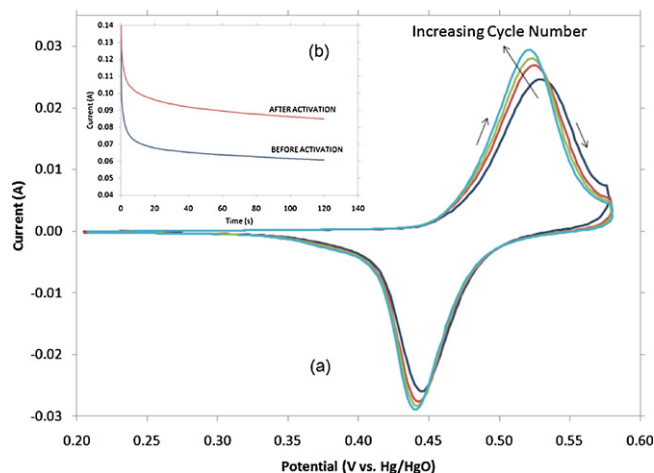 Increasing Cycle Number
(b)
AFTER ACTIVATION
BEFORE ACTIVATION
Current (A)
0.14
0.13
0.12
0.11
0.10
0.09
0.08
0.07
0.06
0.05
0.04
0 20 40 60 80 100 120 140
Time (s)
Current (A)
0.03
0.02
0.01
0.00
-0.01
-0.02
-0.03
(a)
0.20 0.25 0.30 0.35 0.40 0.45 0.50 0.55 0.60
Potential (V vs. Hg/HgO)